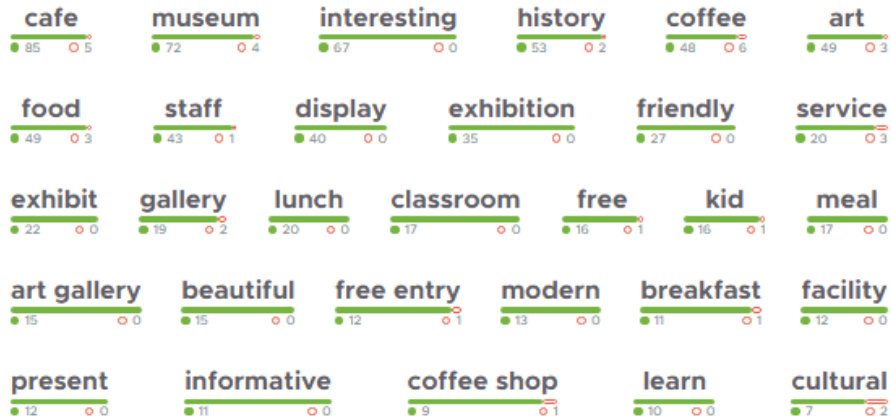 cafe museum interesting history coffee art
85 5 72 4 67 0 53 2 48 6 49 3
food staff display exhibition friendly service
49 3 43 1 40 0 35 0 27 0 20 3
exhibit gallery lunch classroom free kid meal
22 0 19 2 20 0 17 0 16 1 16 1 17 0
art gallery beautiful free entry modern breakfast facility
15 0 15 0 12 1 13 0 11 1 12 0
present informative coffee shop learn cultural
12 0 11 0 9 1 10 0 7 2